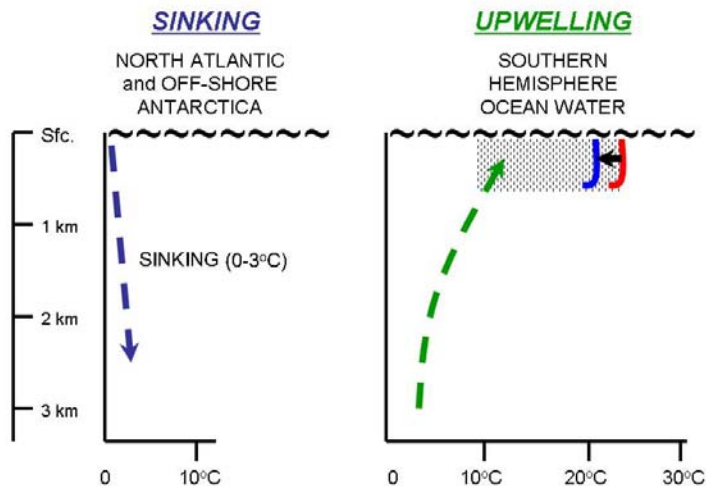 SINKING
NORTH ATLANTIC
and OFF-SHORE
ANTARCTICA
UPWELLING
SOUTHERN
HEMISPHERE
OCEAN WATER
Sfc.
1 km
2 km
3 km
SINKING (0-3°C)
0
10°C
0
10°C
20°C
30°C